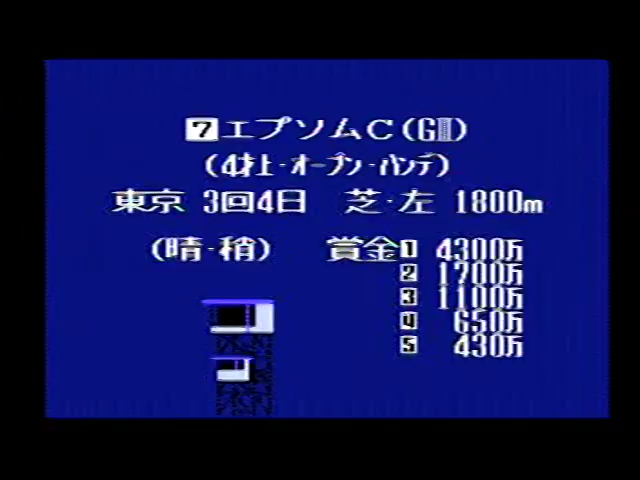 7 エプソムC(GⅢ)
(4才上・オープン・ハンデ)
東京 3回4日 芝・左 1800m
(晴・稍) 賞金 1 4300万
2 1700万
3 1100万
4 650万
5 430万